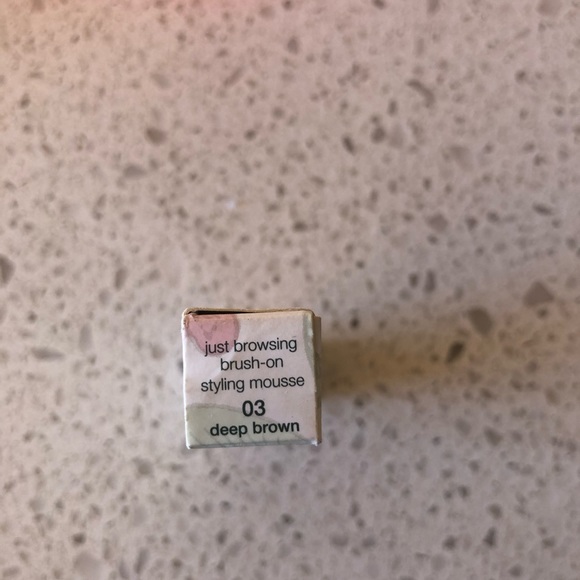 just browsing
brush-on
styling mousse
03
deep brown